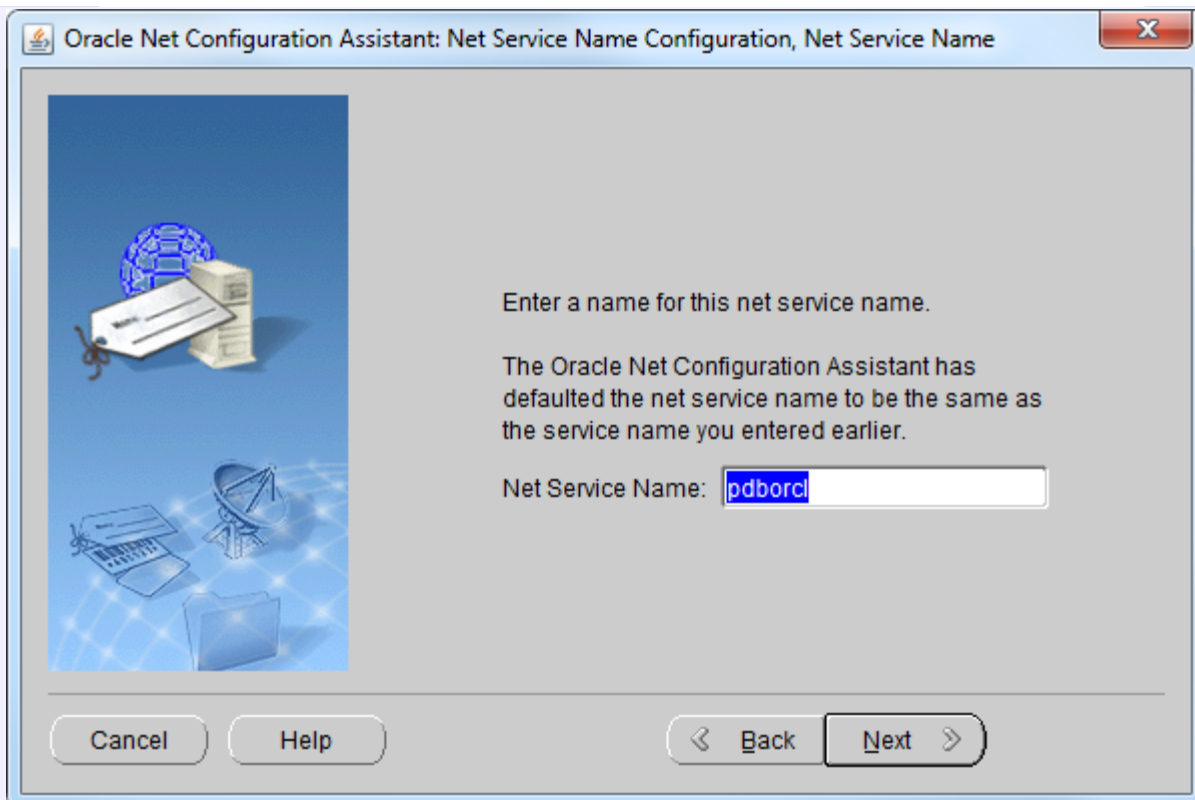 Oracle Net Configuration Assistant: Net Service Name Configuration, Net Service Name
Enter a name for this net service name.
The Oracle Net Configuration Assistant has
defaulted the net service name to be the same as
the service name you entered earlier.
Net Service Name: pdborcl
Cancel
Help
Back
Next